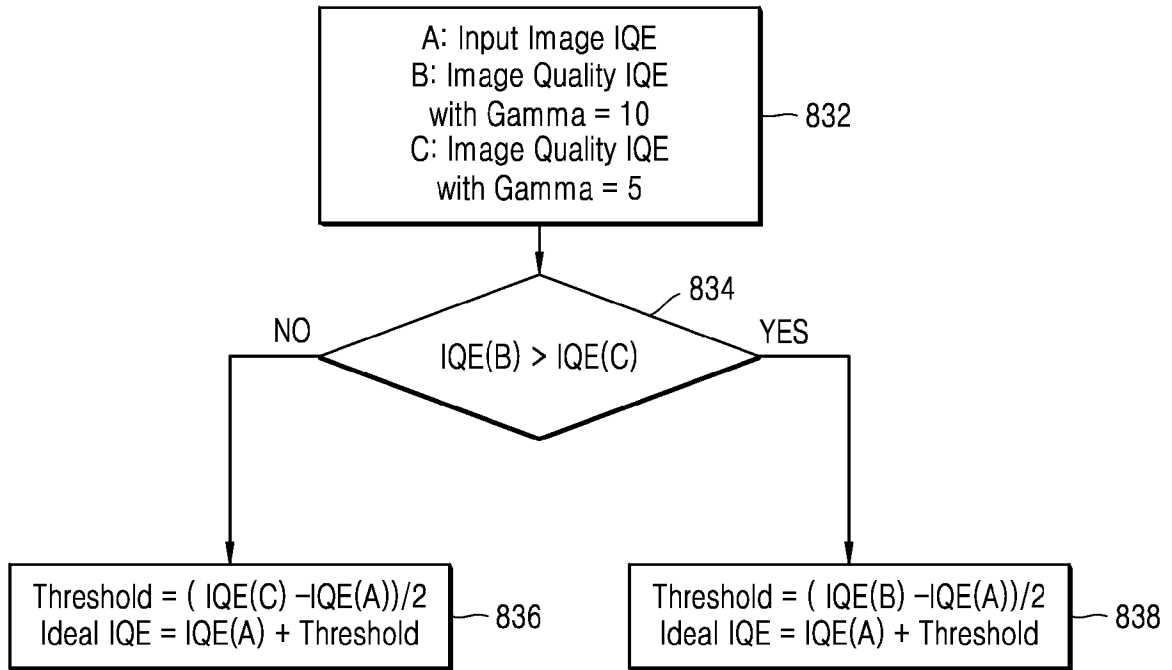 A: Input Image IQE
B: Image Quality IQE
with Gamma = 10
C: Image Quality IQE
with Gamma = 5
832
834
NO
YES
IQE(B) > IQE(C)
Threshold = ( IQE(C) –IQE(A))/2
Ideal IQE = IQE(A) + Threshold
836
Threshold = ( IQE(B) –IQE(A))/2
Ideal IQE = IQE(A) + Threshold
838